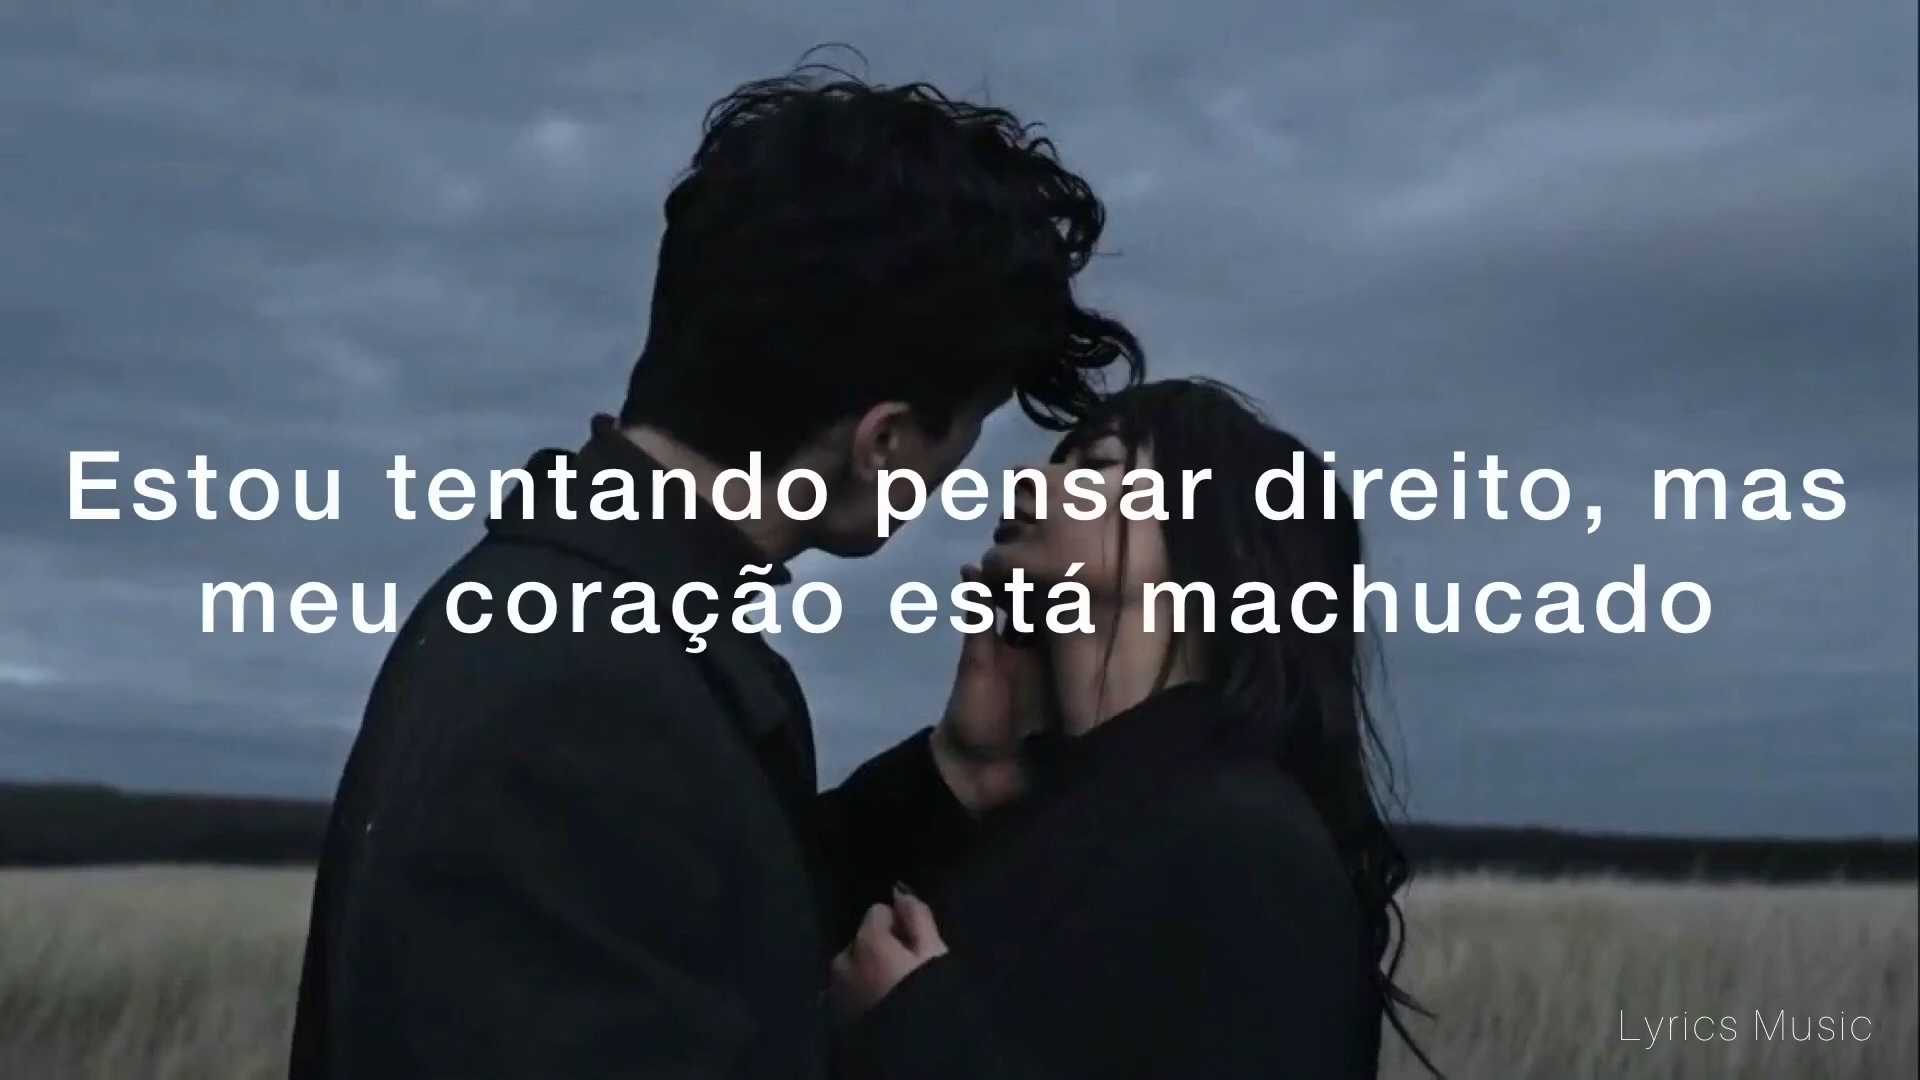 Estou tentando pensar direito, mas
meu coração está machucado
Lyrics Music